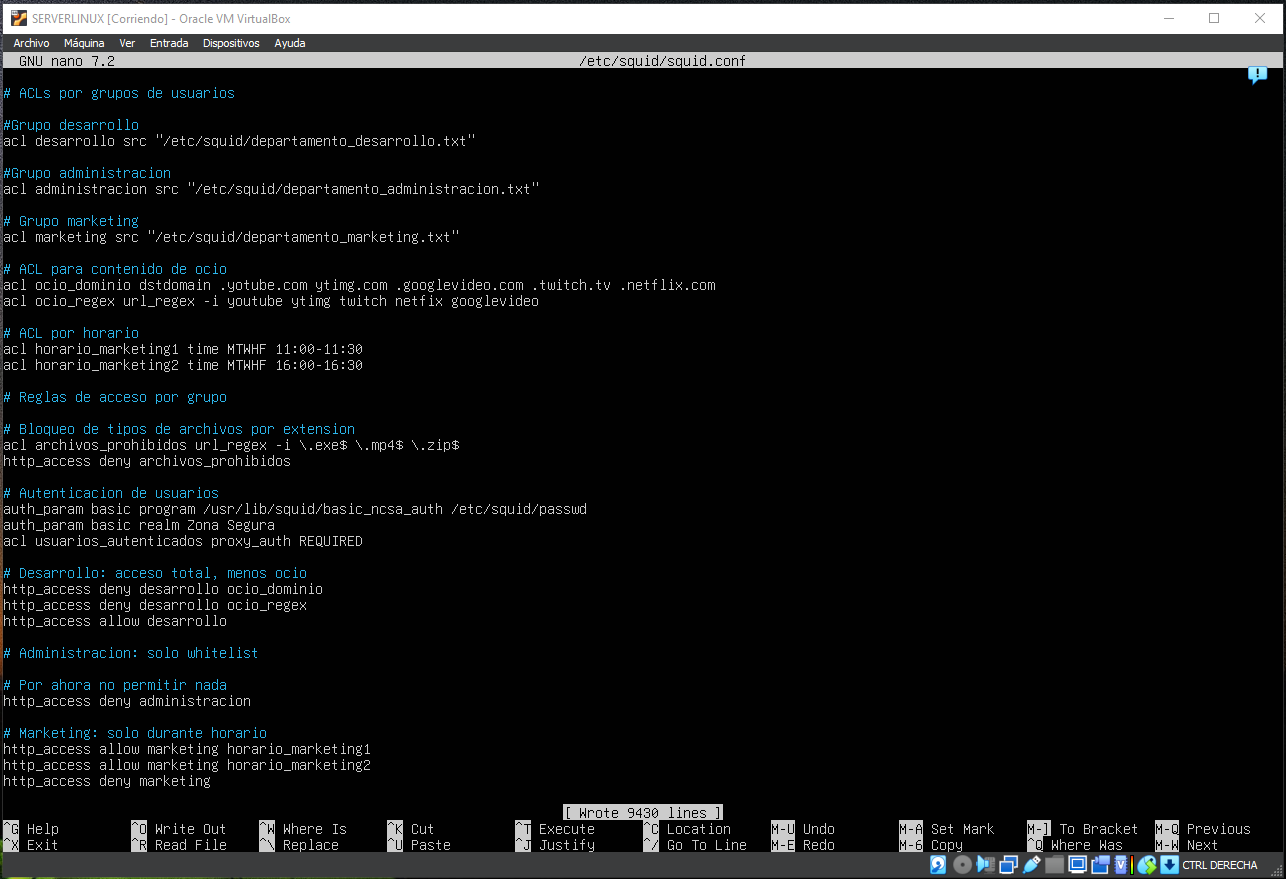 SERVERLINUX [Corriendo] - Oracle VM VirtualBox
Archivo Máquina Ver Entrada Dispositivos Ayuda
GNU nano 7.2 /etc/squid/squid.conf
# ACLs por grupos de usuarios
#Grupo desarrollo
acl desarrollo src "/etc/squid/departamento_desarrollo.txt"
#Grupo administracion
acl administracion src "/etc/squid/departamento_administracion.txt"
# Grupo marketing
acl marketing src "/etc/squid/departamento_marketing.txt"
# ACL para contenido de ocio
acl ocio_dominio dstdomain .yotube.com ytimg.com .googlevideo.com .twitch.tv .netflix.com
acl ocio_regex url_regex -i youtube ytimg twitch netfix googlevideo
# ACL por horario
acl horario_marketing1 time MTWHF 11:00-11:30
acl horario_marketing2 time MTWHF 16:00-16:30
# Reglas de acceso por grupo
# Bloqueo de tipos de archivos por extension
acl archivos_prohibidos url_regex -i \.exe$ \.mp4$ \.zip$
http_access deny archivos_prohibidos
# Autenticacion de usuarios
auth_param basic program /usr/lib/squid/basic_ncsa_auth /etc/squid/passwd
auth_param basic realm Zona Segura
acl usuarios_autenticados proxy_auth REQUIRED
# Desarrollo: acceso total, menos ocio
http_access deny desarrollo ocio_dominio
http_access deny desarrollo ocio_regex
http_access allow desarrollo
# Administracion: solo whitelist
# Por ahora no permitir nada
http_access deny administracion
# Marketing: solo durante horario
http_access allow marketing horario_marketing1
http_access allow marketing horario_marketing2
http_access deny marketing
[ Wrote 9430 lines ]
^G Help ^O Write Out ^W Where Is ^K Cut ^T Execute ^C Location M-U Undo M-A Set Mark M-] To Bracket M-Q Previous
^X Exit ^R Read File ^\ Replace ^U Paste ^J Justify ^/ Go To Line M-E Redo M-6 Copy ^Q Where Was M-W Next
CTRL DERECHA